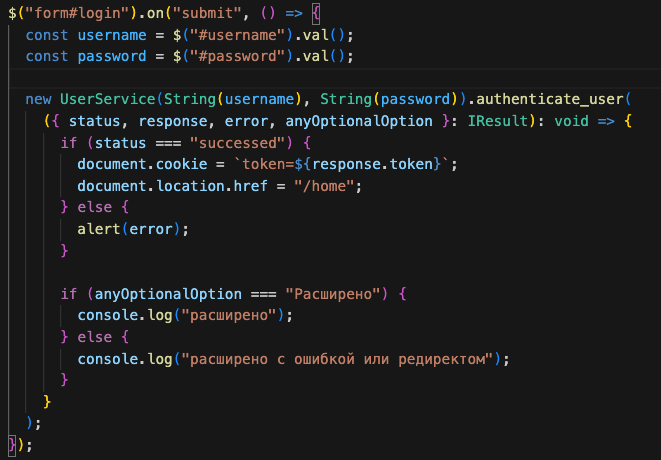 $("form#login").on("submit", () => {
  const username = $("#username").val();
  const password = $("#password").val();

  new UserService(String(username), String(password)).authenticate_user(
    ({ status, response, error, anyOptionalOption }: IResult): void => {
      if (status === "successed") {
        document.cookie = `token=${response.token}`;
        document.location.href = "/home";
      } else {
        alert(error);
      }

      if (anyOptionalOption === "Расширено") {
        console.log("расширено");
      } else {
        console.log("расширено с ошибкой или редиректом");
      }
    }
  );
});